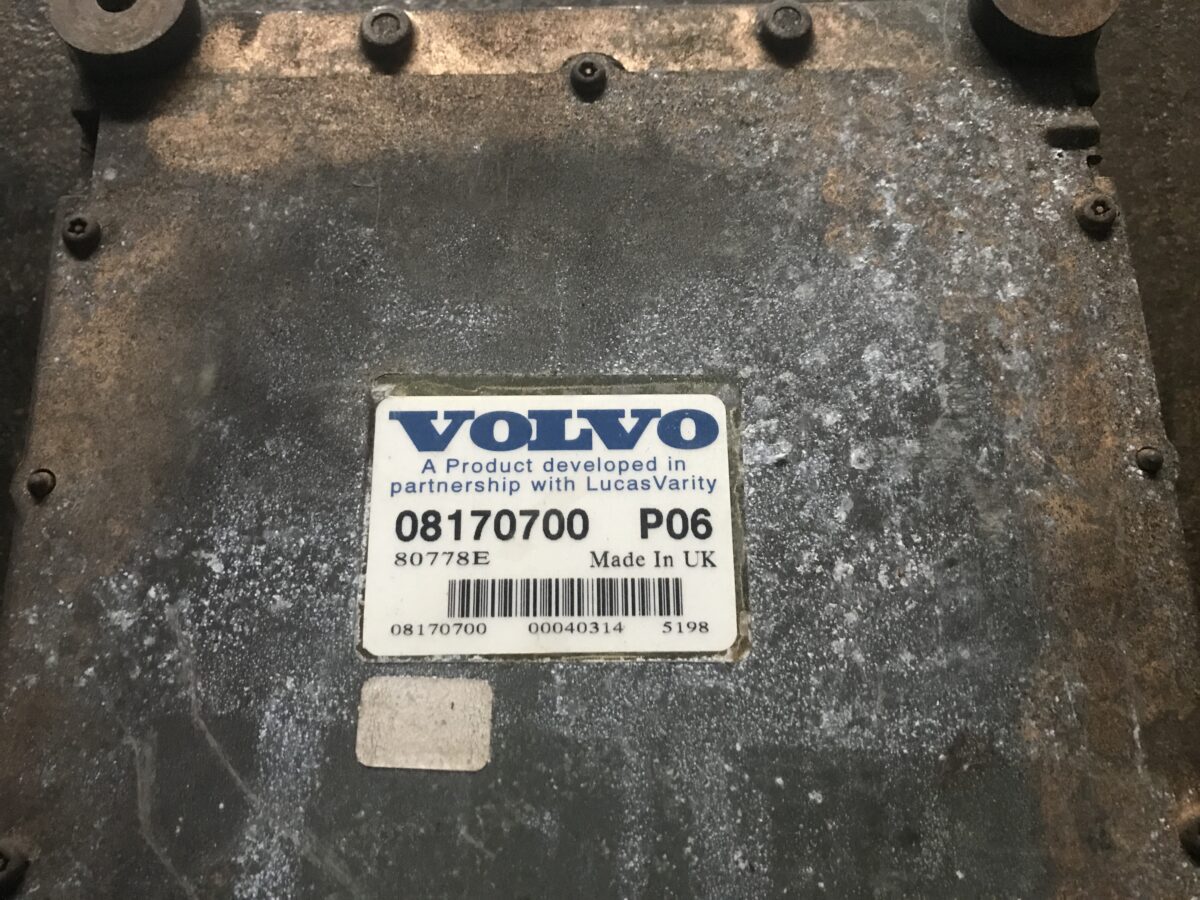 VOLVO
A Product developed in
partnership with LucasVarity
08170700 P06
80778E Made In UK
08170700 00040314 5198